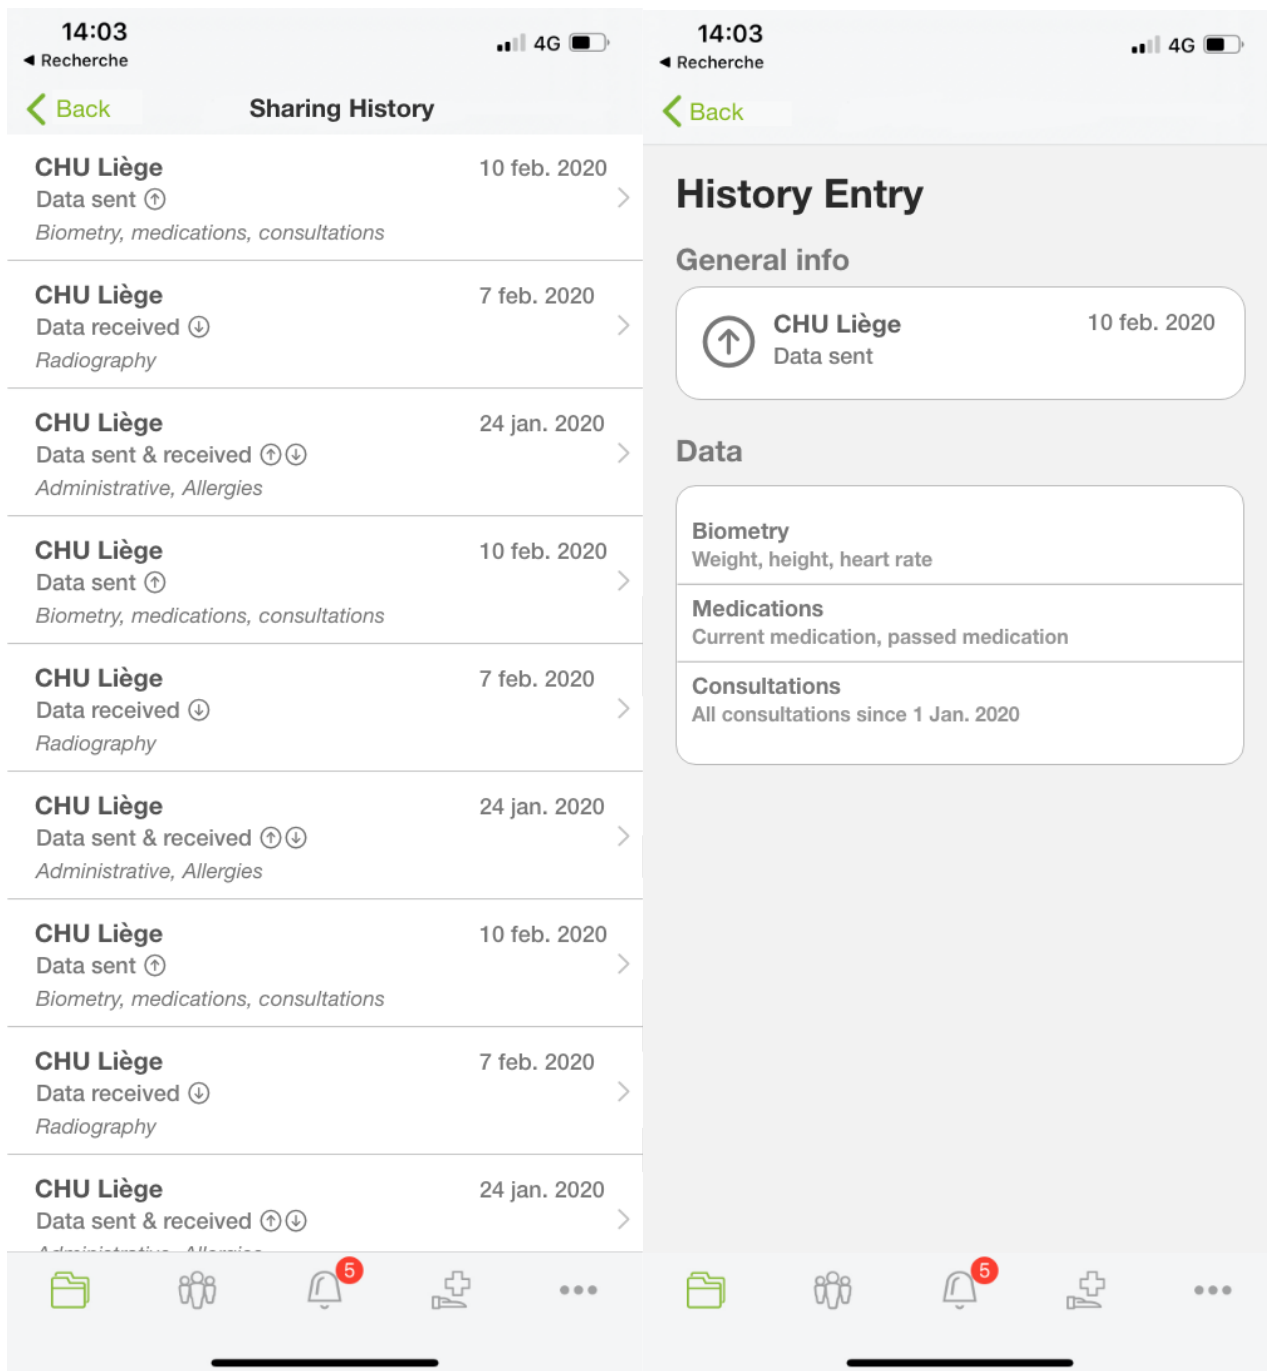 14:03
4G
◀ Recherche
Back
Sharing History
CHU Liège
10 feb. 2020
Data sent
Biometry, medications, consultations
CHU Liège
7 feb. 2020
Data received
Radiography
CHU Liège
24 jan. 2020
Data sent & received
Administrative, Allergies
CHU Liège
10 feb. 2020
Data sent
Biometry, medications, consultations
CHU Liège
7 feb. 2020
Data received
Radiography
CHU Liège
24 jan. 2020
Data sent & received
Administrative, Allergies
CHU Liège
10 feb. 2020
Data sent
Biometry, medications, consultations
CHU Liège
7 feb. 2020
Data received
Radiography
CHU Liège
24 jan. 2020
Data sent & received
Administrative, Allergies
5
14:03
4G
◀ Recherche
Back
History Entry
General info
CHU Liège
10 feb. 2020
Data sent
Data
Biometry
Weight, height, heart rate
Medications
Current medication, passed medication
Consultations
All consultations since 1 Jan. 2020
5